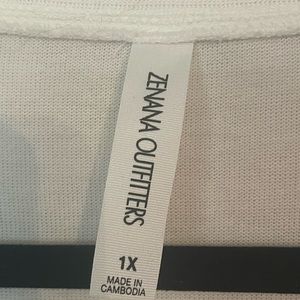 ZENANA OUTFITTERS
1X
MADE IN
CAMBODIA